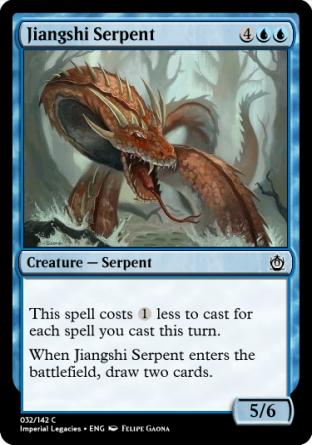 Jiangshi Serpent 4
Creature — Serpent
This spell costs 1 less to cast for
each spell you cast this turn.
When Jiangshi Serpent enters the
battlefield, draw two cards.
5/6
032/142 C
Imperial Legacies • ENG Felipe Gaona